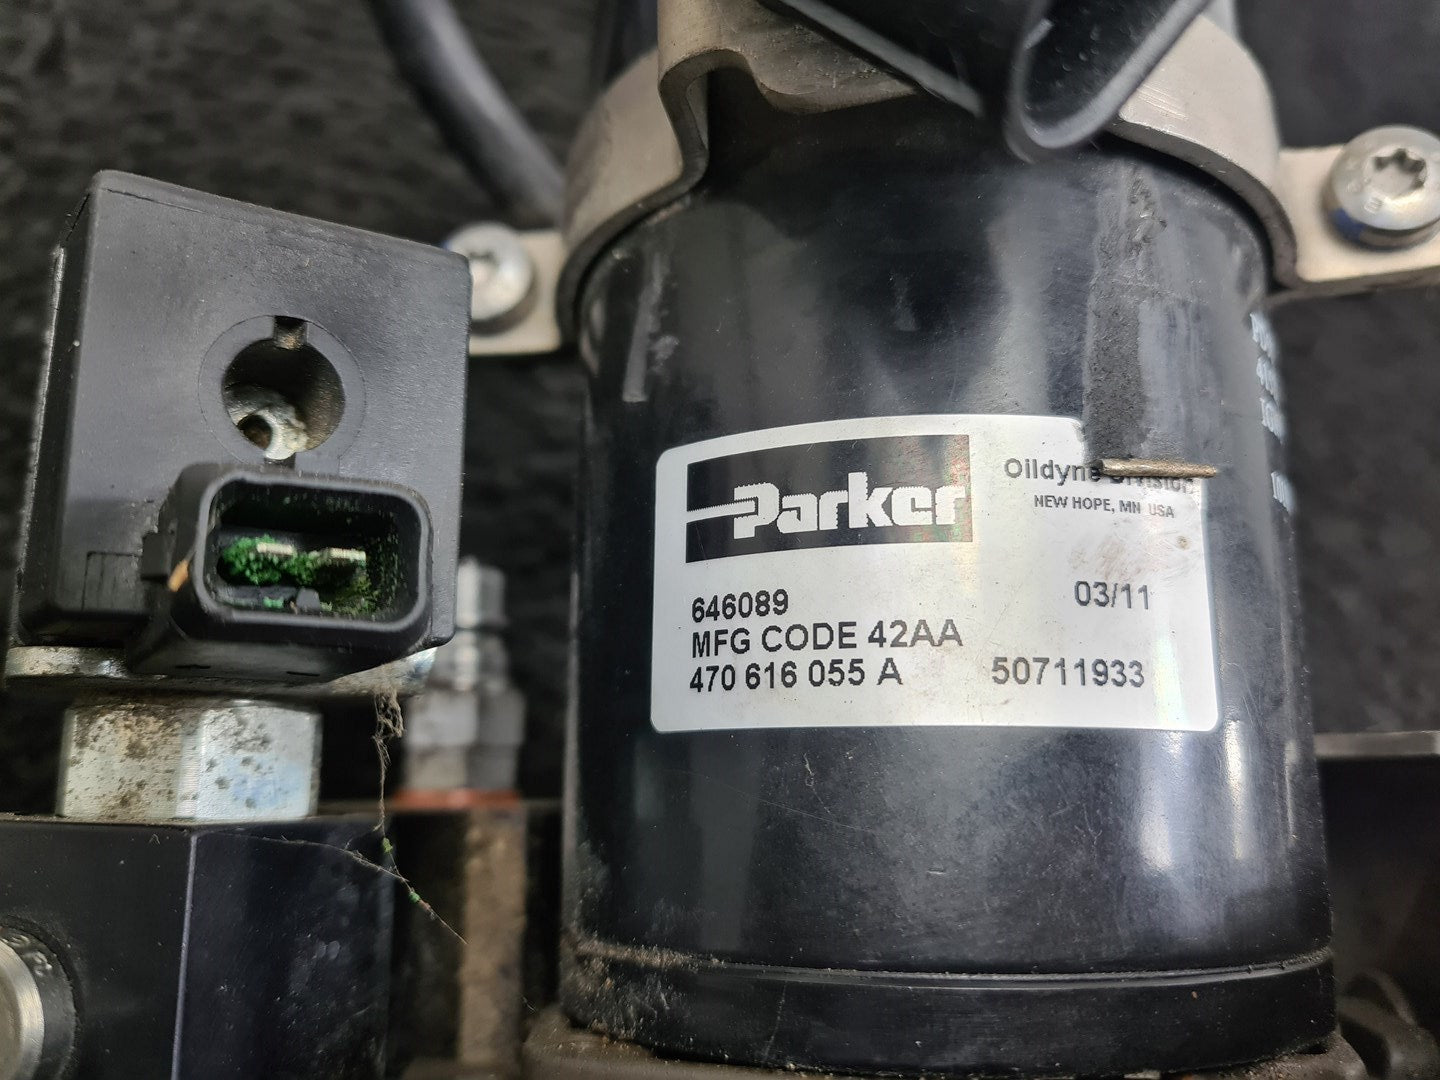 Parker
Oildyne Division
NEW HOPE, MN USA
03/11
646089
MFG CODE 42AA
470 616 055 A 50711933